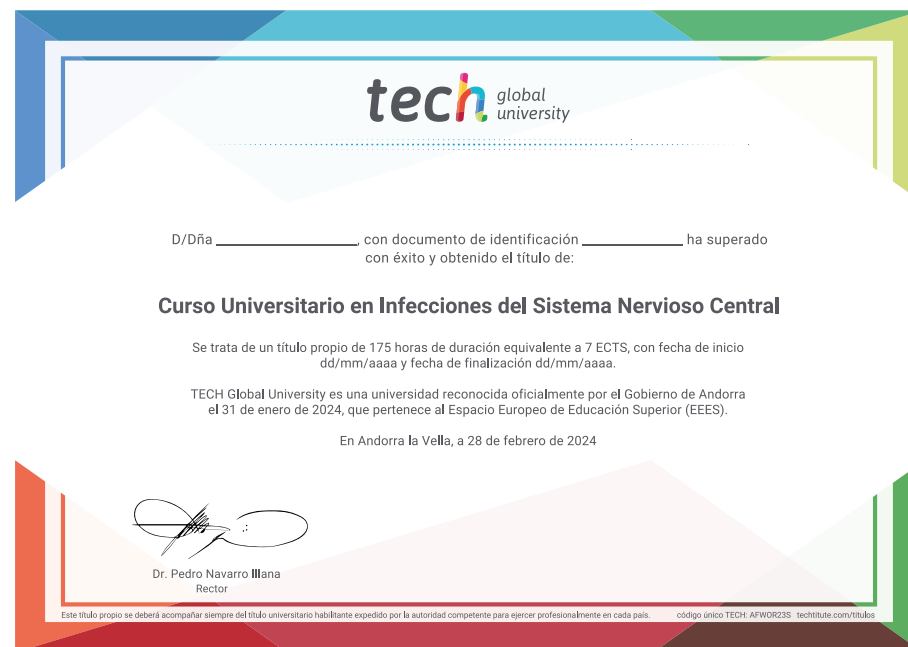 tech global university
D/Dña ________________, con documento de identificación ____________ ha superado
con éxito y obtenido el título de:
Curso Universitario en Infecciones del Sistema Nervioso Central
Se trata de un título propio de 175 horas de duración equivalente a 7 ECTS, con fecha de inicio
dd/mm/aaaa y fecha de finalización dd/mm/aaaa.
TECH Global University es una universidad reconocida oficialmente por el Gobierno de Andorra
el 31 de enero de 2024, que pertenece al Espacio Europeo de Educación Superior (EEES).
En Andorra la Vella, a 28 de febrero de 2024
Dr. Pedro Navarro Illana
Rector
Este título propio se deberá acompañar siempre del título universitario habilitante expedido por la autoridad competente para ejercer profesionalmente en cada país. código único TECH: AFWOR23S techtitute.com/títulos